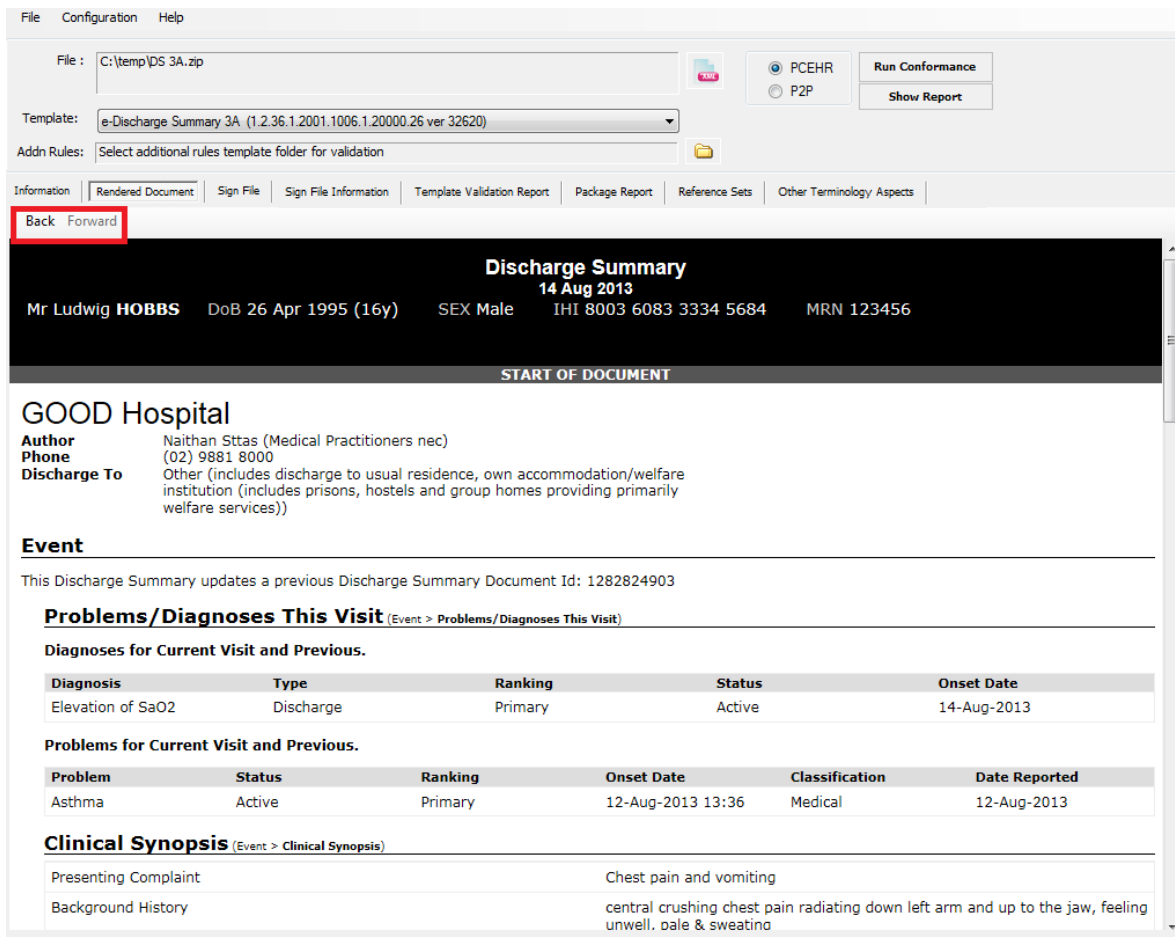 File Configuration Help
File : C:\temp\DS 3A.zip
XML
PCEHR
P2P
Run Conformance
Show Report
Template: e-Discharge Summary 3A (1.2.36.1.2001.1006.1.20000.26 ver 32620)
Addn Rules: Select additional rules template folder for validation
Information Rendered Document Sign File Sign File Information Template Validation Report Package Report Reference Sets Other Terminology Aspects
Back Forward
Discharge Summary
14 Aug 2013
Mr Ludwig HOBBS DoB 26 Apr 1995 (16y) SEX Male IHI 8003 6083 3334 5684 MRN 123456
START OF DOCUMENT
GOOD Hospital
Author Naithan Sttas (Medical Practitioners nec)
Phone (02) 9881 8000
Discharge To Other (includes discharge to usual residence, own accommodation/welfare
institution (includes prisons, hostels and group homes providing primarily
welfare services))
Event
This Discharge Summary updates a previous Discharge Summary Document Id: 1282824903
Problems/Diagnoses This Visit (Event > Problems/Diagnoses This Visit)
Diagnoses for Current Visit and Previous.
Diagnosis Type Ranking Status Onset Date
Elevation of SaO2 Discharge Primary Active 14-Aug-2013
Problems for Current Visit and Previous.
Problem Status Ranking Onset Date Classification Date Reported
Asthma Active Primary 12-Aug-2013 13:36 Medical 12-Aug-2013
Clinical Synopsis (Event > Clinical Synopsis)
Presenting Complaint Chest pain and vomiting
Background History central crushing chest pain radiating down left arm and up to the jaw, feeling
unwell, pale & sweating